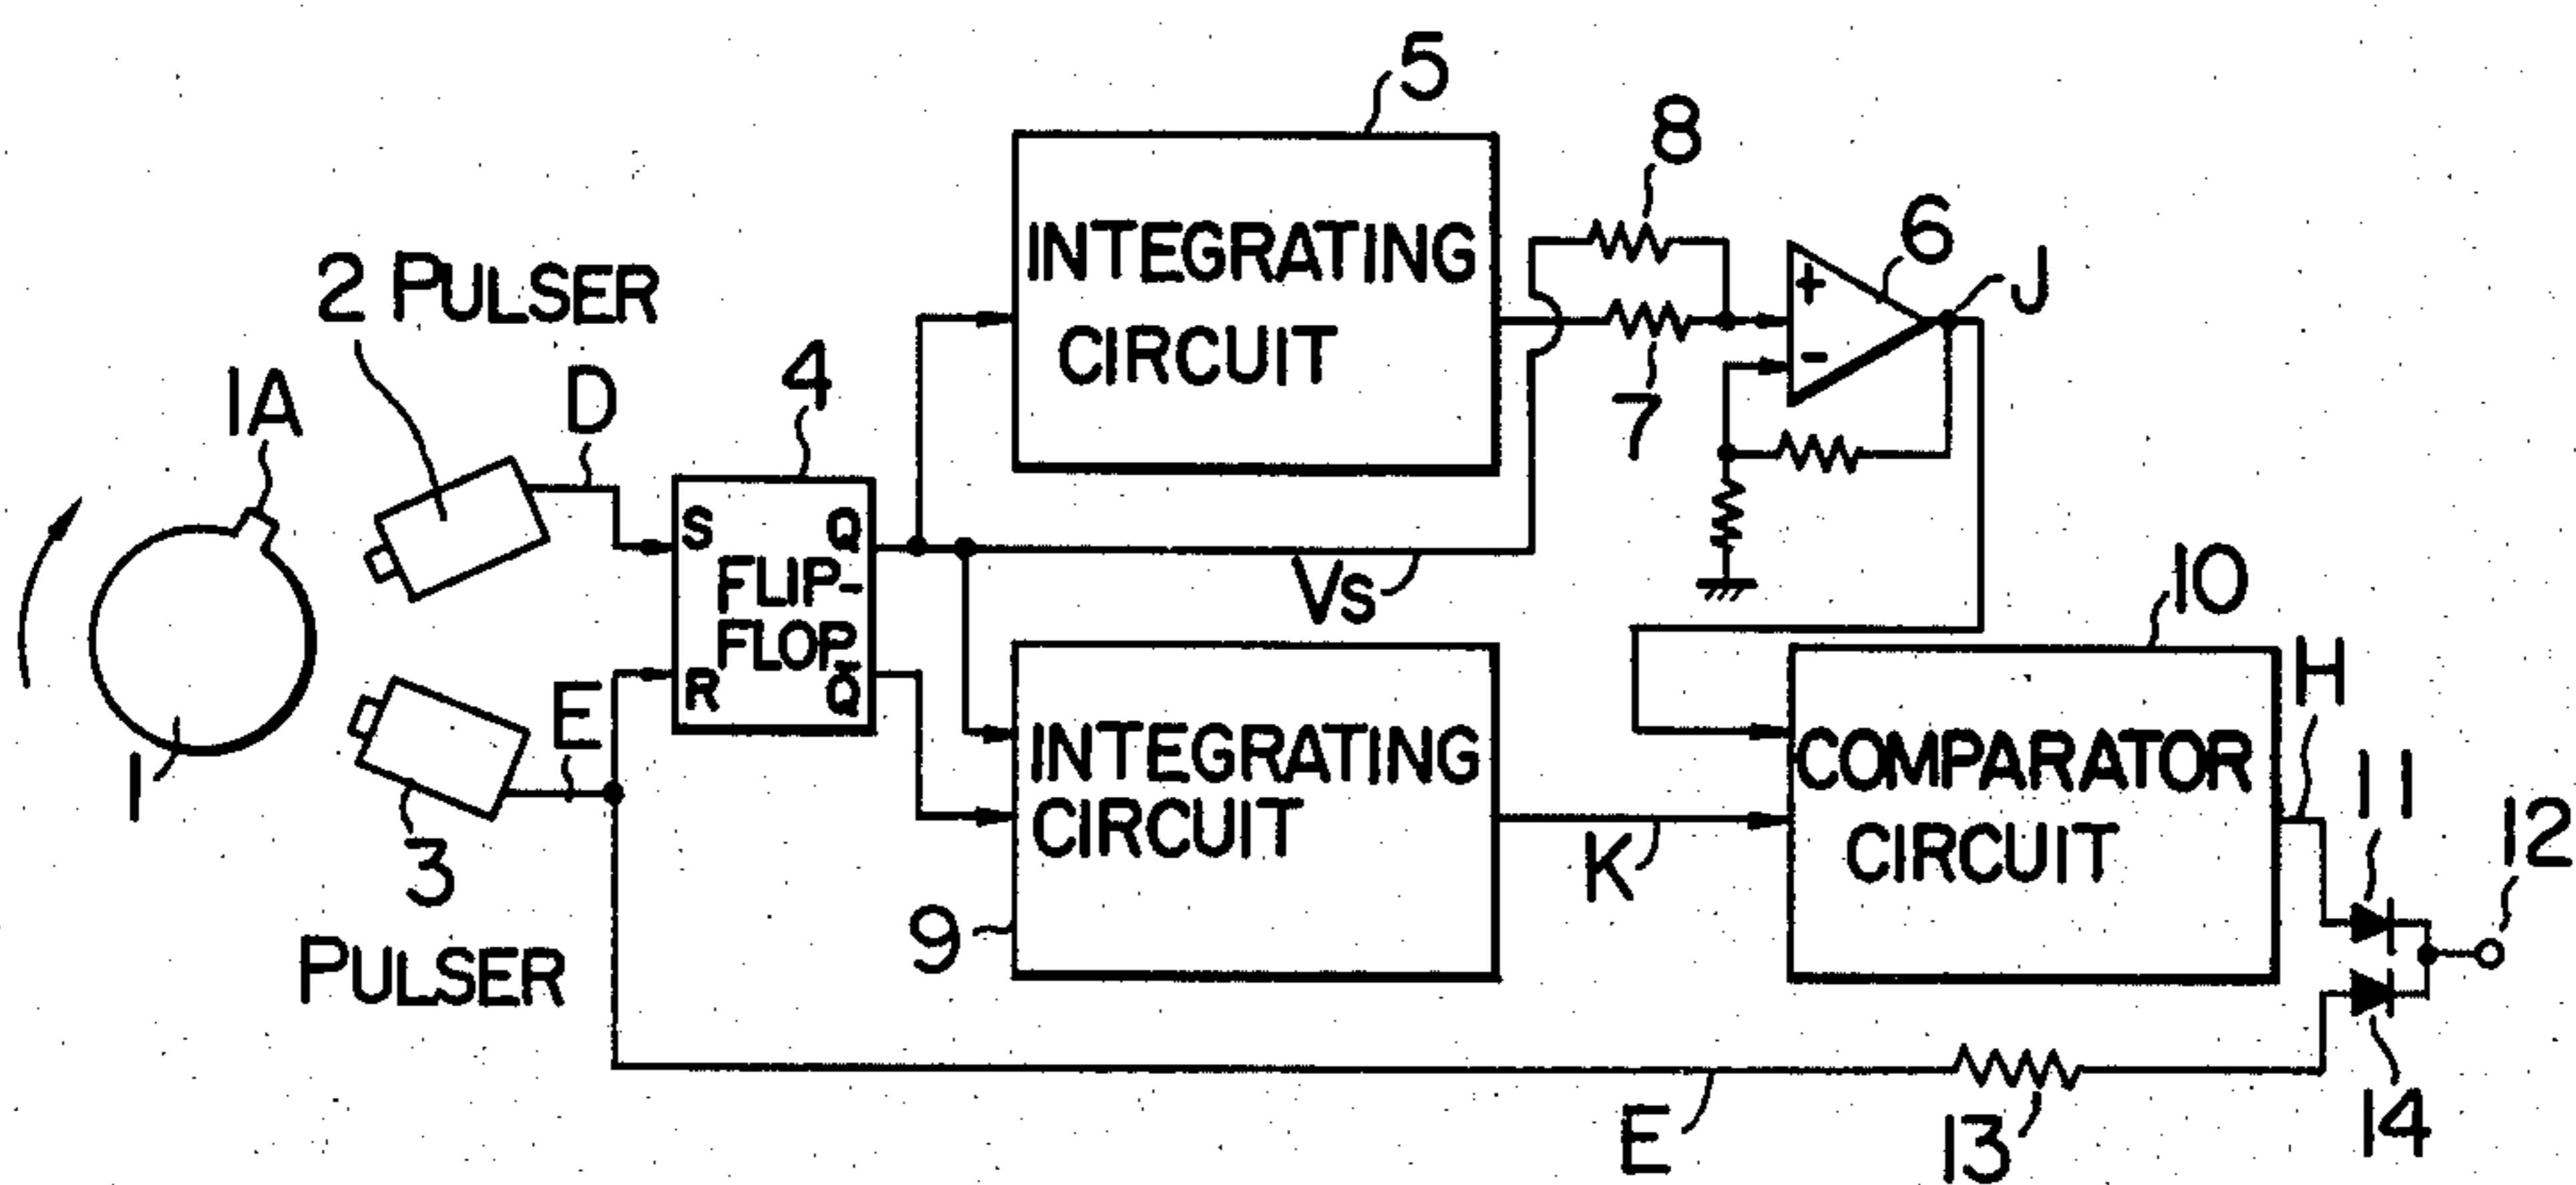 5
8
INTEGRATING
CIRCUIT
6
J
+
-
7
2 PULSER
1A
D
4
S Q
FLIP-
FLOP
R Q̄
Vs
10
H
E
1
3
PULSER
INTEGRATING
CIRCUIT
9
K
COMPARATOR
CIRCUIT
11
12
14
E
13